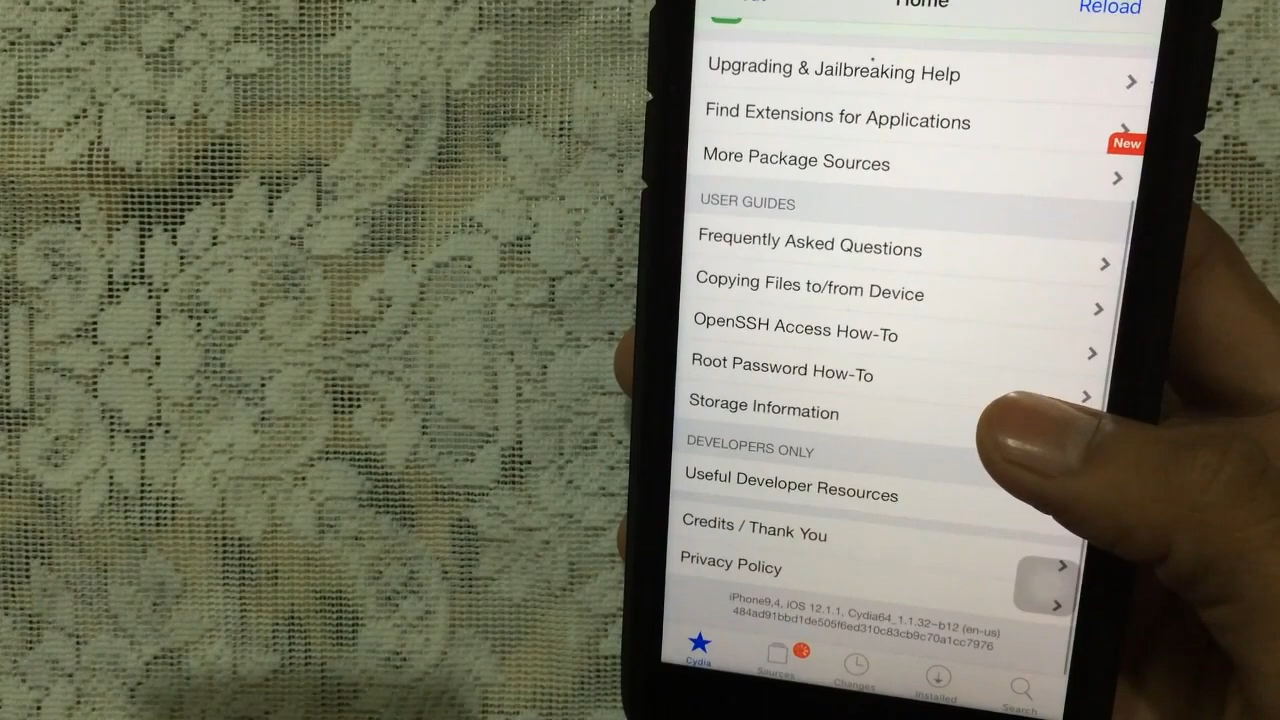 Home
Reload
Upgrading & Jailbreaking Help
Find Extensions for Applications
New
More Package Sources
USER GUIDES
Frequently Asked Questions
Copying Files to/from Device
OpenSSH Access How-To
Root Password How-To
Storage Information
DEVELOPERS ONLY
Useful Developer Resources
Credits / Thank You
Privacy Policy
iPhone9,4, iOS 12.1.1, Cydia64_1.1.32~b12 (en-us)
484ad91bbd1de505f6ed310c83cb9c70a1cc7976
Cydia
Sources
Changes
Installed
Search